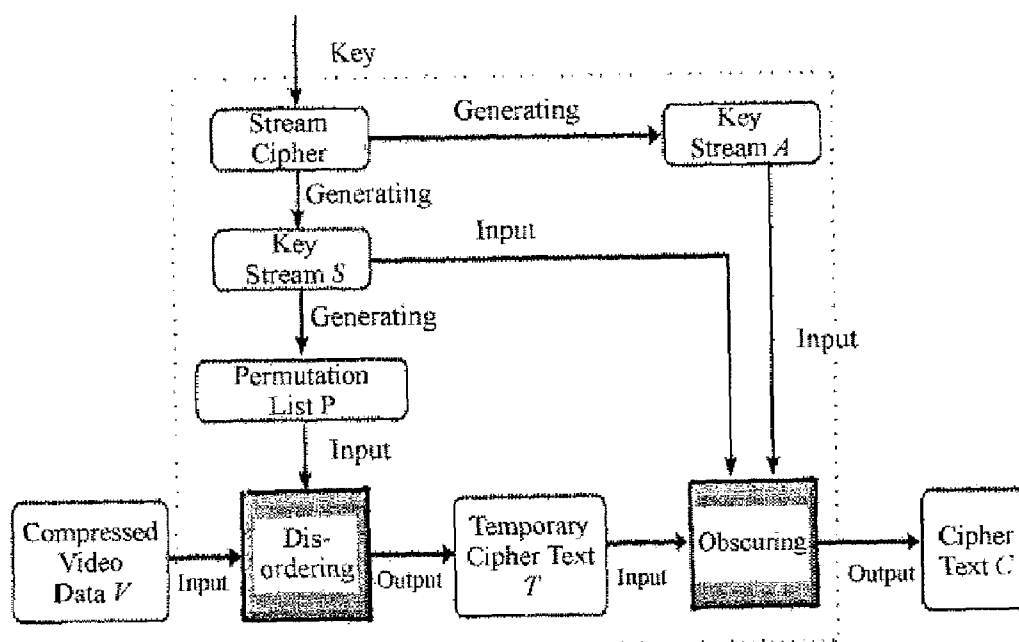 Key
Stream
Cipher
Generating
Key
Stream A
Generating
Key
Stream S
Input
Generating
Input
Permutation
List P
Input
Compressed
Video
Data V
Input
Dis-
ordering
Output
Temporary
Cipher Text
T
Input
Obscuring
Output
Cipher
Text C